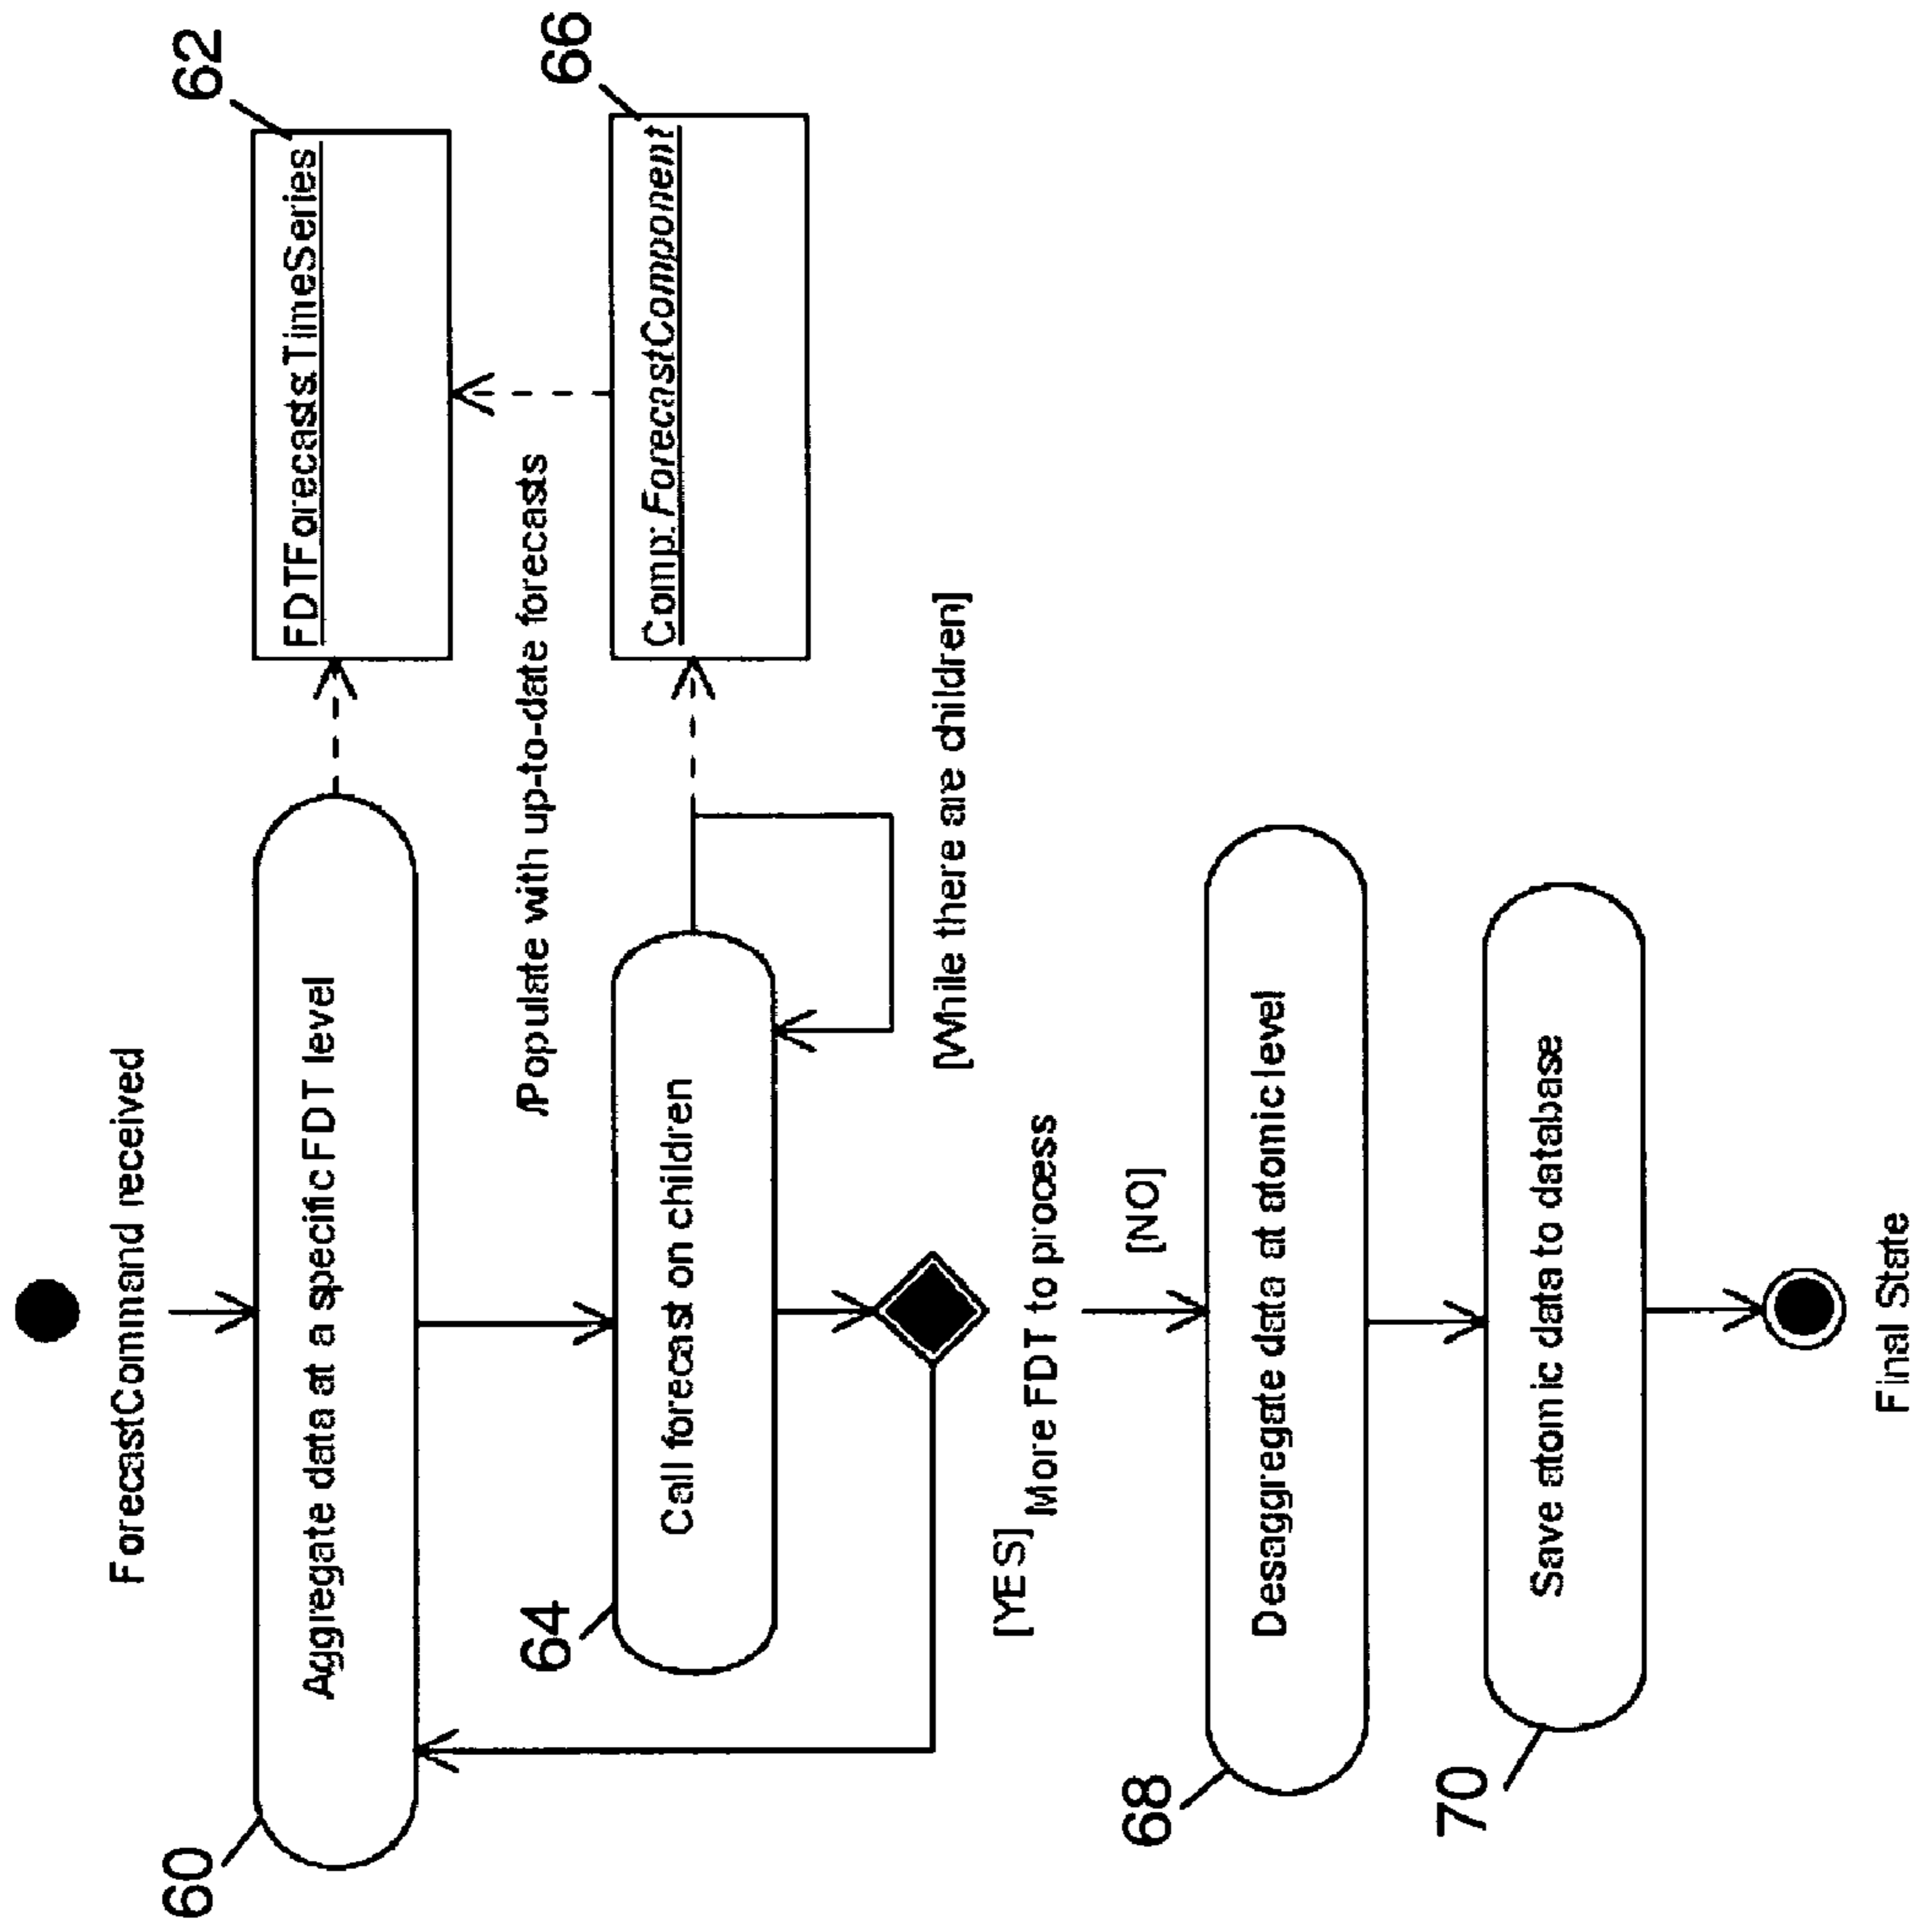 ForecastCommand received
60
Aggregate data at a specific FDT level
FDTForecasts:TimeSeries
62
/Populate with up-to-date forecasts
64
Call forecast on children
Comp:ForecastComponent
66
[While there are children]
[YES]
More FDT to process
[NO]
68
Desaggregate data at atomic level
70
Save atomic data to database
Final State